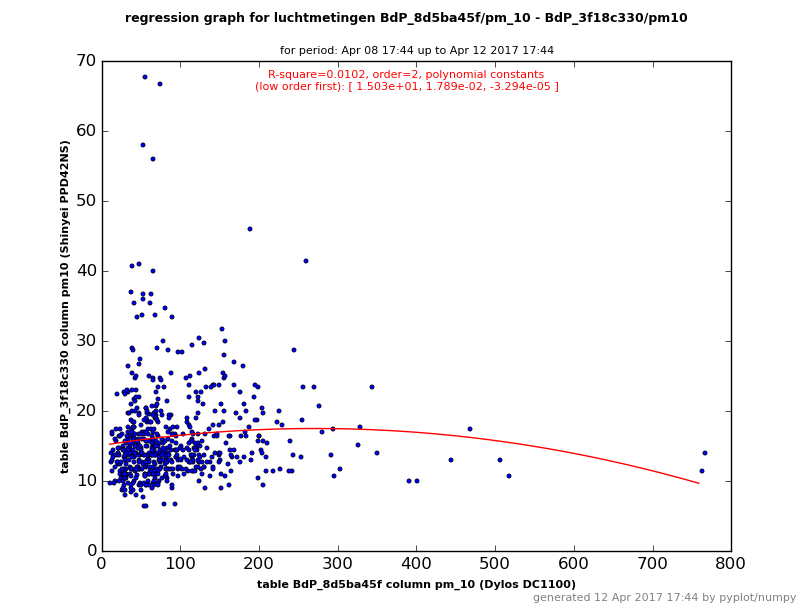 regression graph for luchtmetingen BdP_8d5ba45f/pm_10 - BdP_3f18c330/pm10
for period: Apr 08 17:44 up to Apr 12 2017 17:44
R-square=0.0102, order=2, polynomial constants
(low order first): [ 1.503e+01, 1.789e-02, -3.294e-05 ]
70
60
50
40
30
20
10
0
table BdP_3f18c330 column pm10 (Shinyei PPD42NS)
0 100 200 300 400 500 600 700 800
table BdP_8d5ba45f column pm_10 (Dylos DC1100)
generated 12 Apr 2017 17:44 by pyplot/numpy